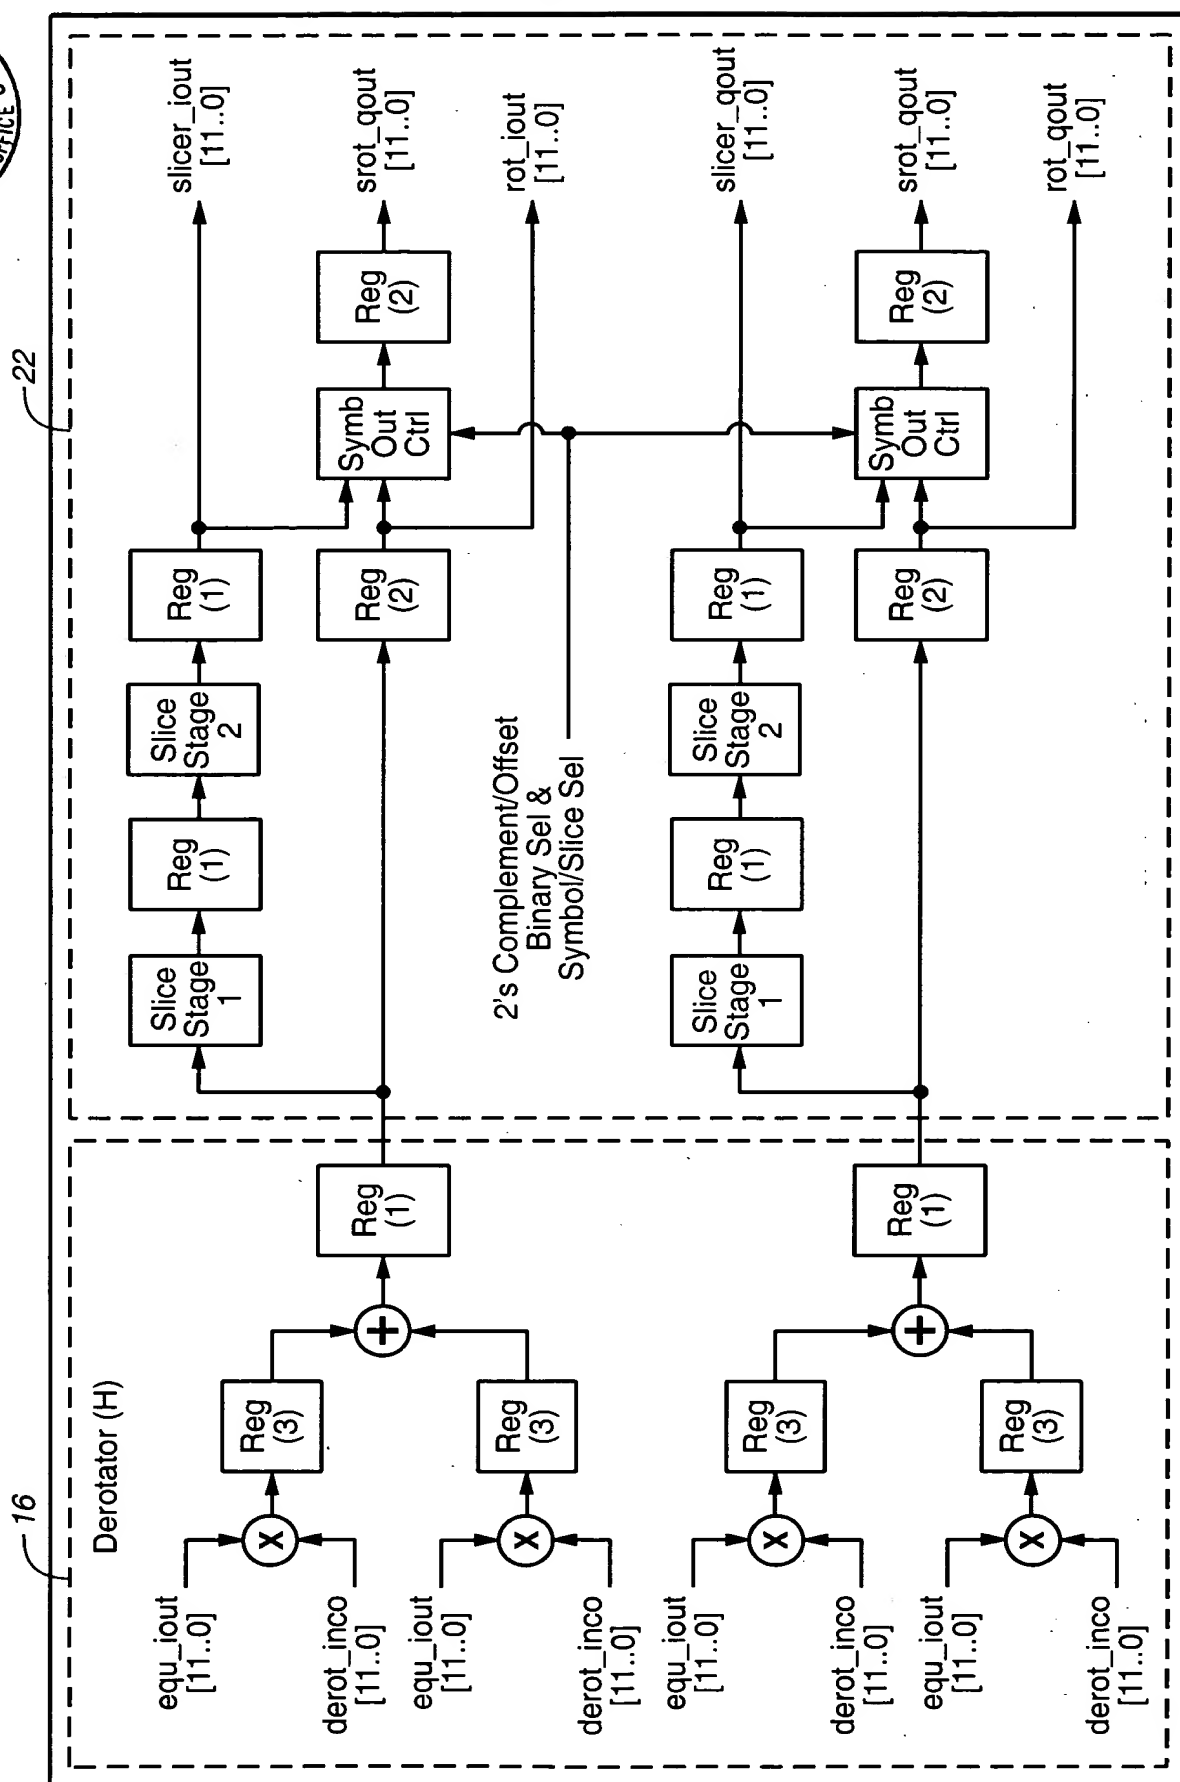 OFFICE
16
22
Derotator (H)
equ_iout
[11..0]
derot_inco
[11..0]
equ_iout
[11..0]
derot_inco
[11..0]
equ_iout
[11..0]
derot_inco
[11..0]
equ_iout
[11..0]
derot_inco
[11..0]
X
X
X
X
Reg
(3)
Reg
(3)
Reg
(3)
Reg
(3)
+
+
Reg
(1)
Reg
(1)
Slice
Stage
1
Reg
(1)
Slice
Stage
2
Reg
(1)
Reg
(2)
Symb
Out
Ctrl
Reg
(2)
slicer_iout
[11..0]
srot_qout
[11..0]
rot_iout
[11..0]
2's Complement/Offset
Binary Sel &
Symbol/Slice Sel
Slice
Stage
1
Reg
(1)
Slice
Stage
2
Reg
(1)
Reg
(2)
Symb
Out
Ctrl
Reg
(2)
slicer_qout
[11..0]
srot_qout
[11..0]
rot_qout
[11..0]